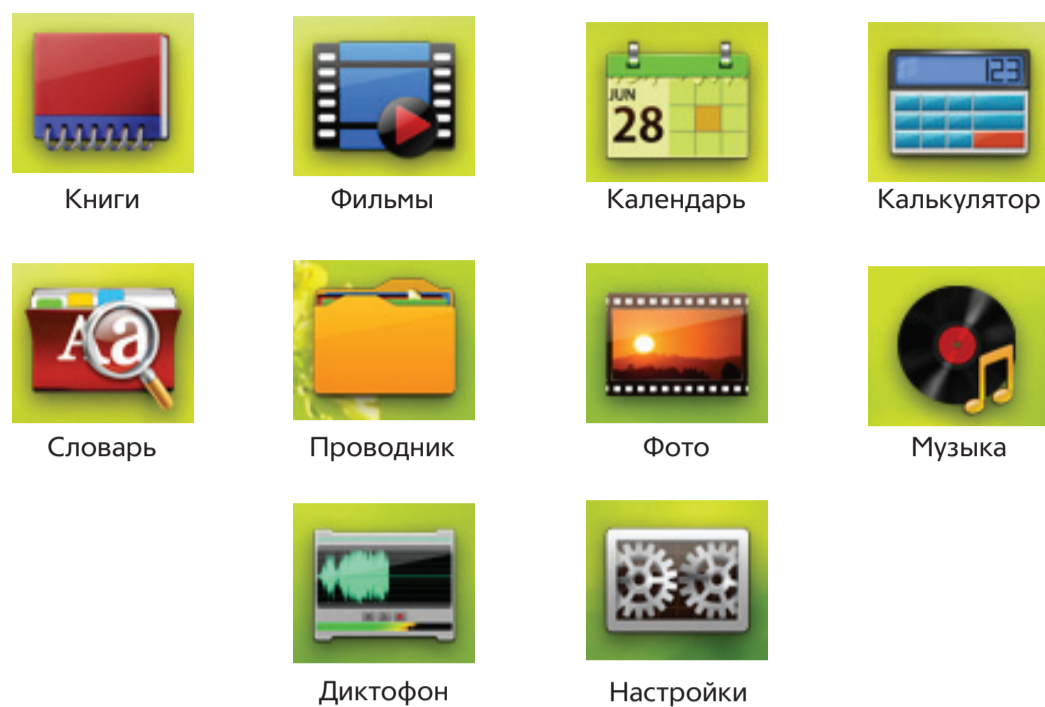 JUN
28
123
Книги
Фильмы
Календарь
Калькулятор
Aa
Словарь
Проводник
Фото
Музыка
Диктофон
Настройки